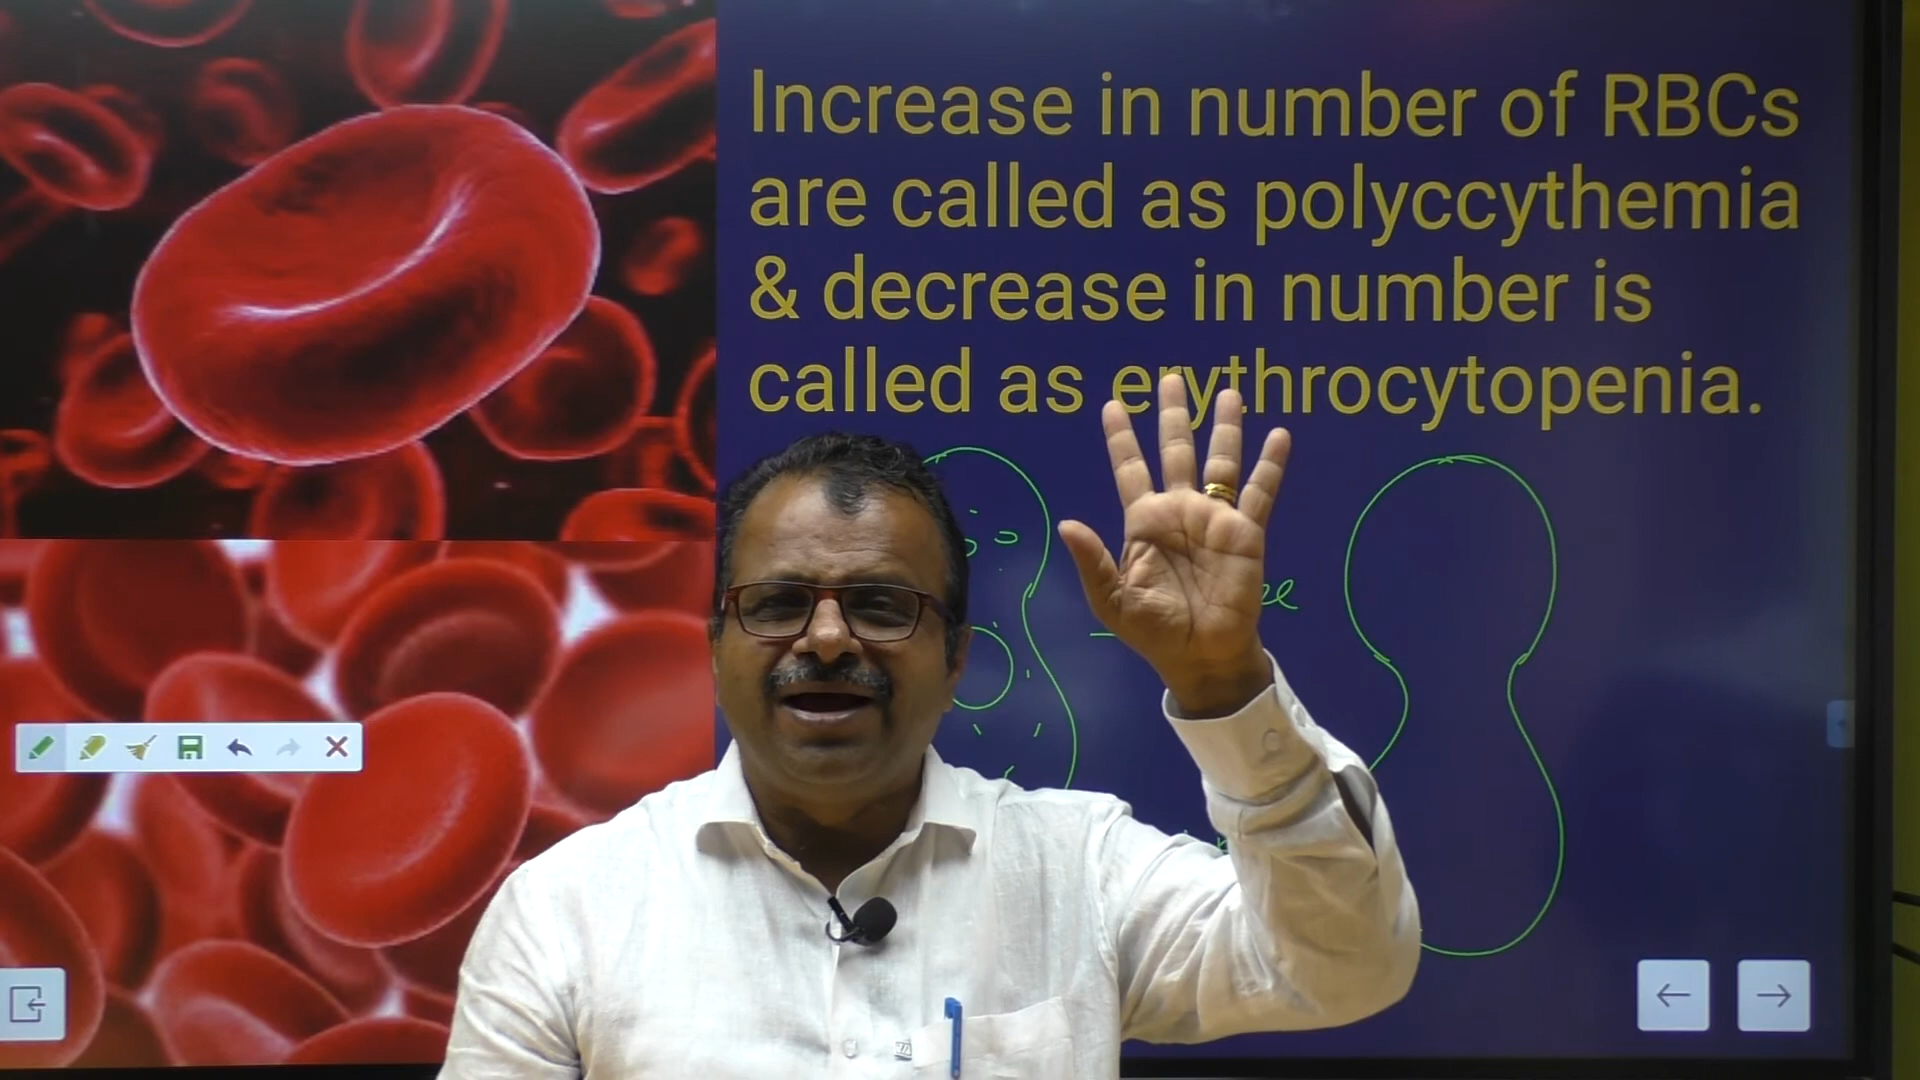 Increase in number of RBCs
are called as polyccythemia
& decrease in number is
called as erythrocytopenia.